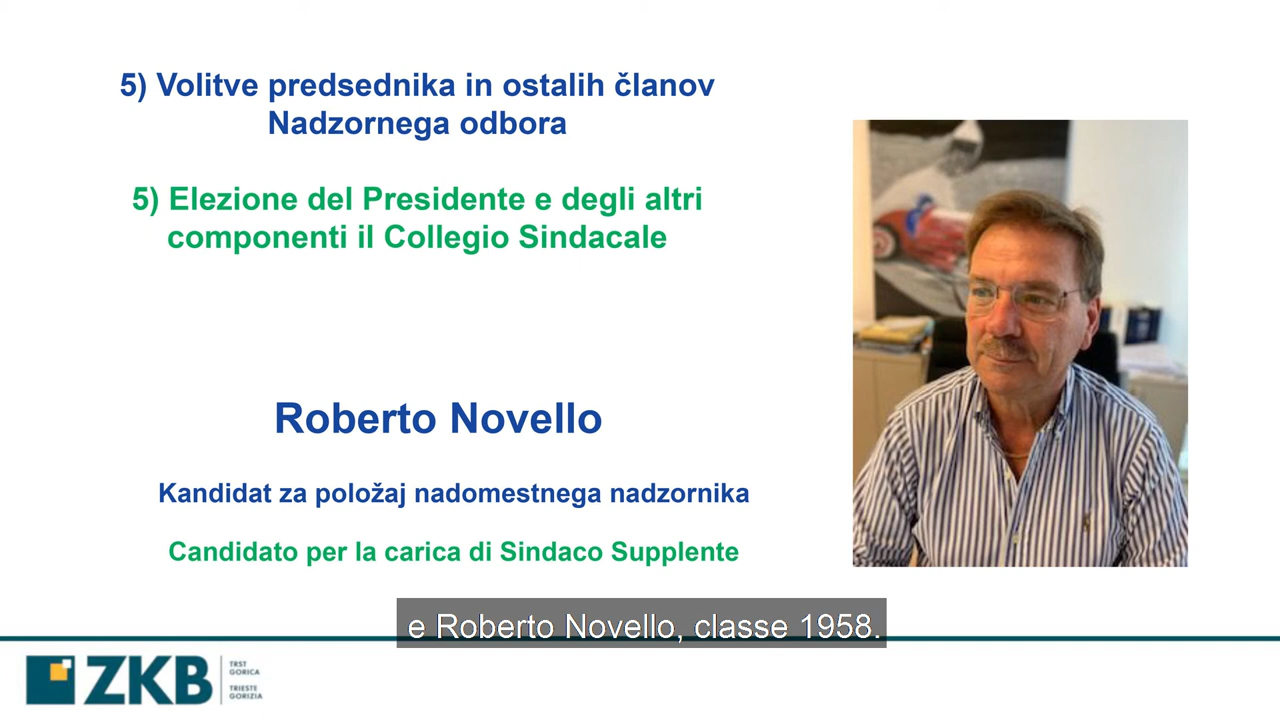 5) Volitve predsednika in ostalih članov
Nadzornega odbora
5) Elezione del Presidente e degli altri
componenti il Collegio Sindacale
Roberto Novello
Kandidat za položaj nadomestnega nadzornika
Candidato per la carica di Sindaco Supplente
e Roberto Novello, classe 1958.
ZKB
TRST
GORICA
TRIESTE
GORIZIA